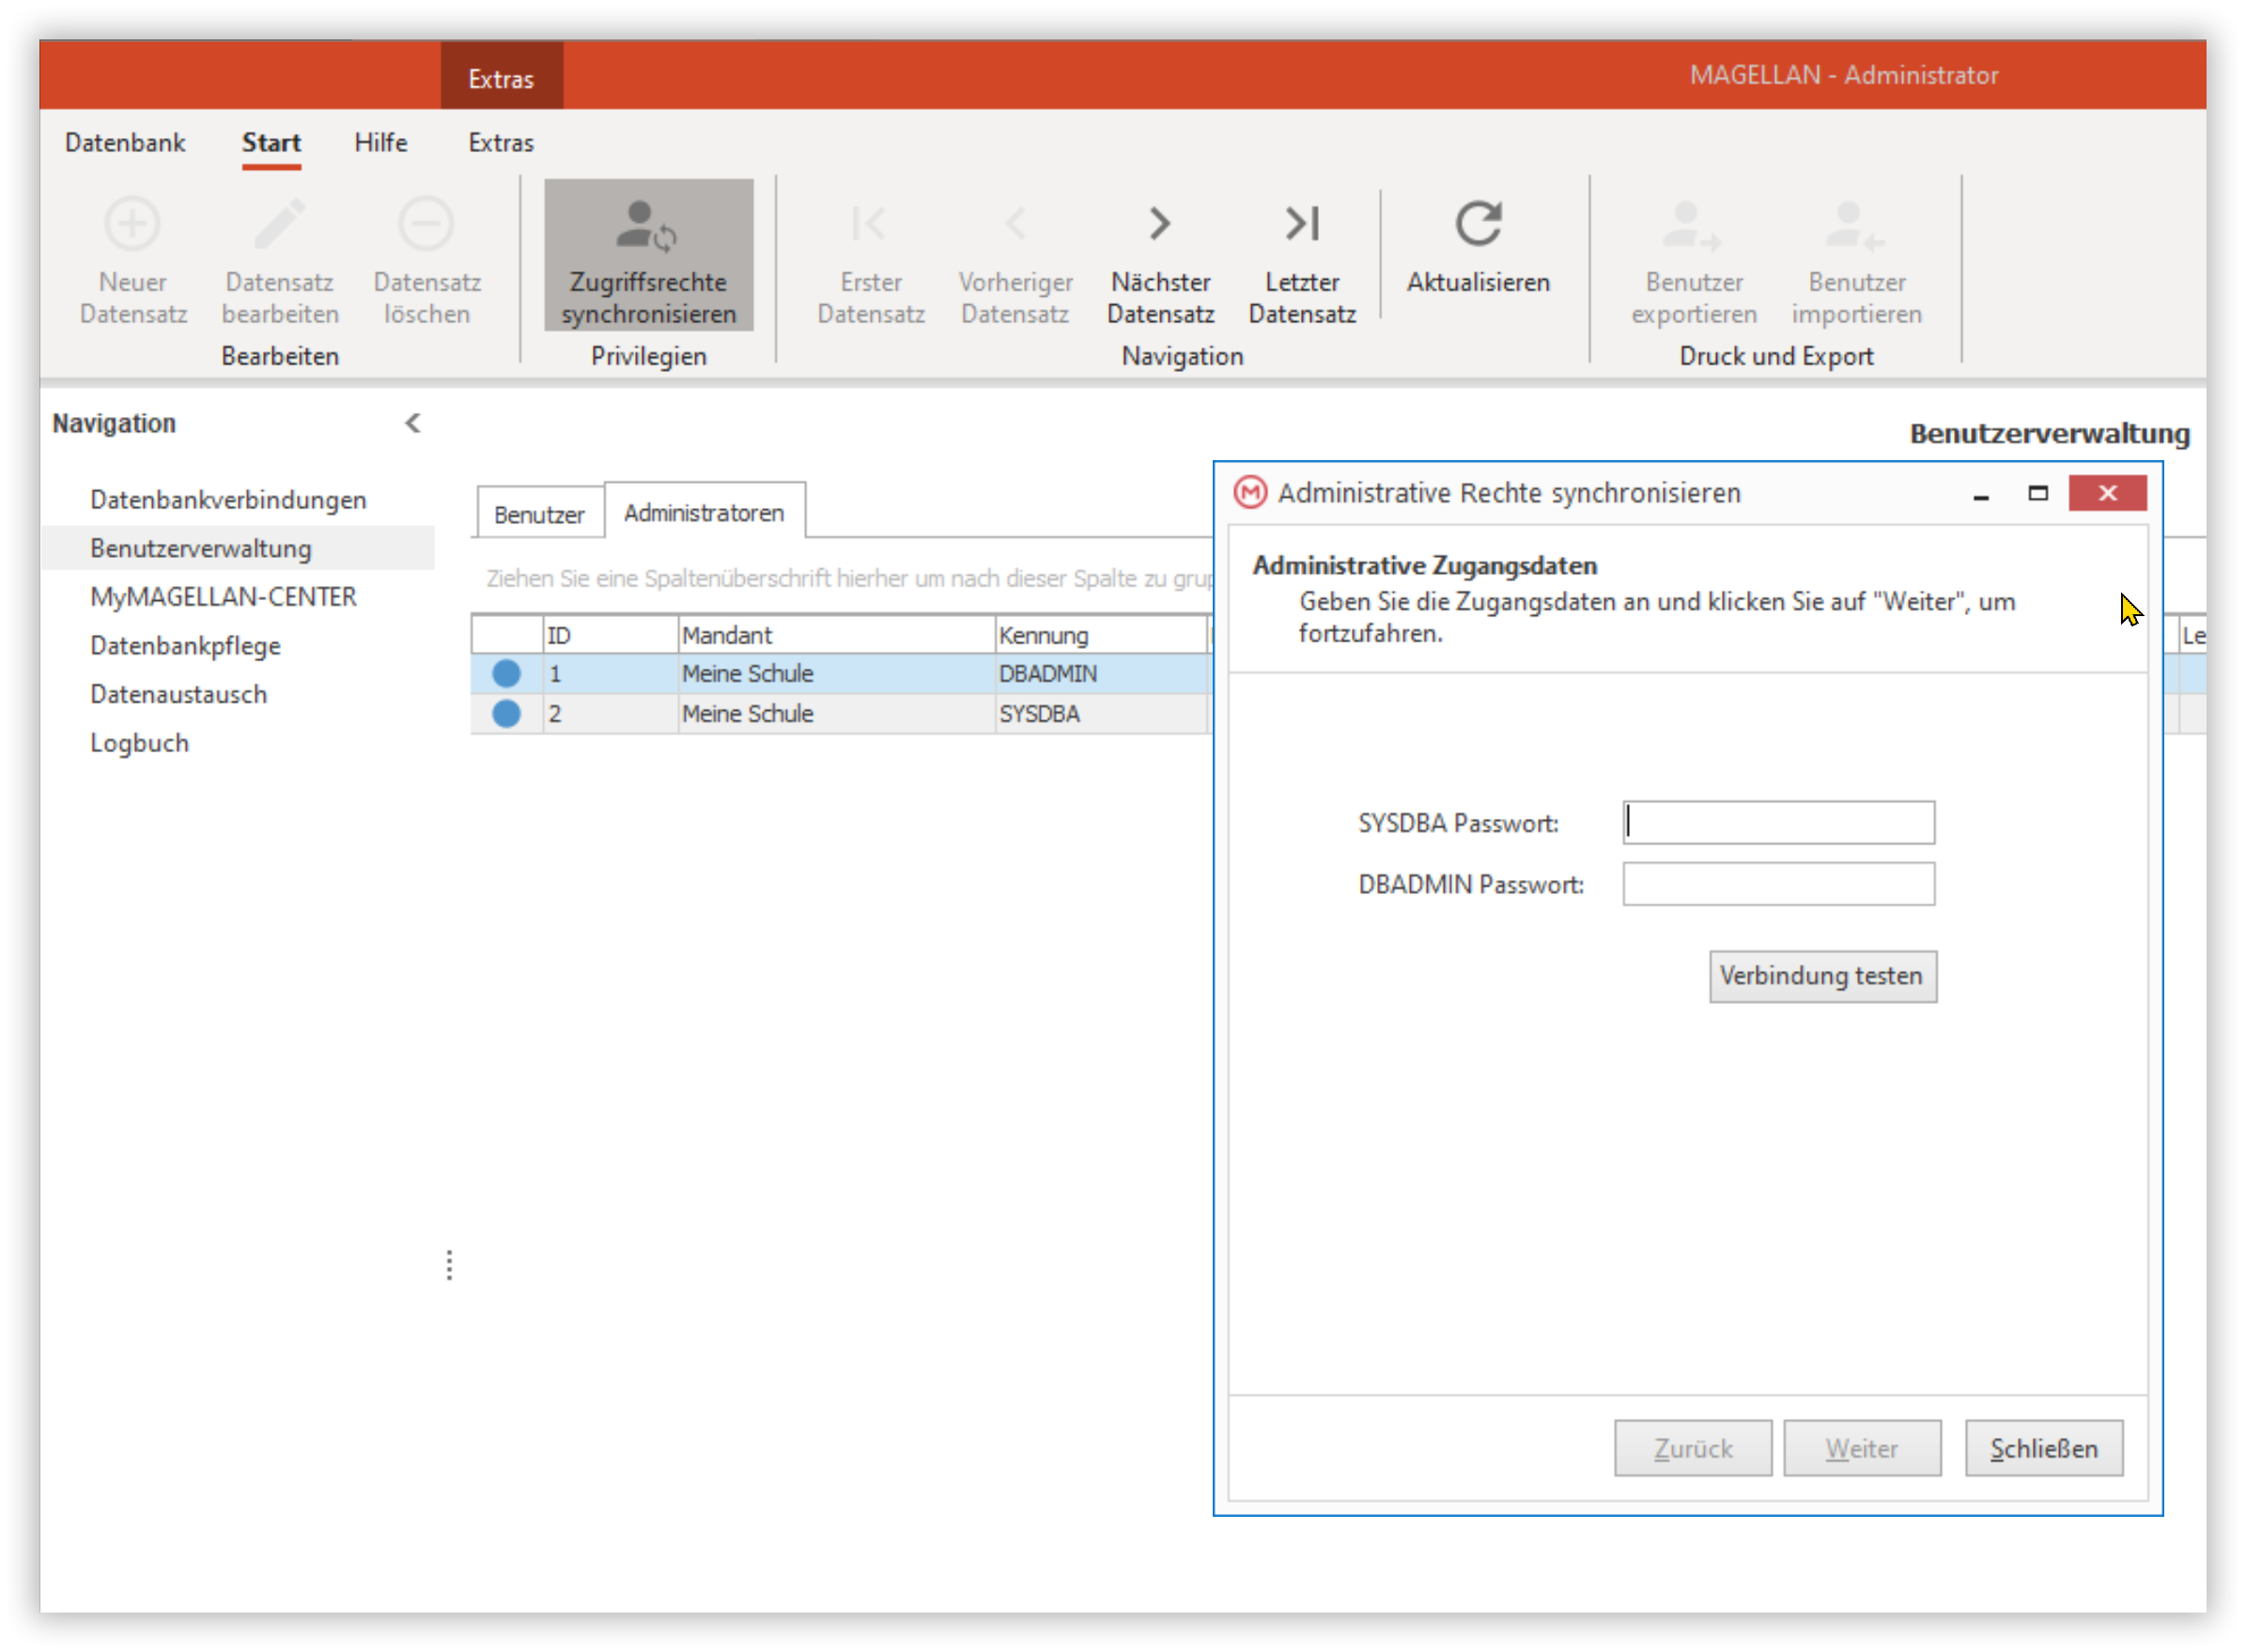 Extras
MAGELLAN - Administrator
Datenbank Start Hilfe Extras
Neuer Datensatz
Datensatz bearbeiten
Datensatz löschen
Bearbeiten
Zugriffsrechte synchronisieren
Privilegien
Erster Datensatz
Vorheriger Datensatz
Nächster Datensatz
Letzter Datensatz
Aktualisieren
Navigation
Benutzer exportieren
Benutzer importieren
Druck und Export
Navigation
Datenbankverbindungen
Benutzerverwaltung
MyMAGELLAN-CENTER
Datenbankpflege
Datenaustausch
Logbuch
Benutzerverwaltung
Benutzer Administratoren
Ziehen Sie eine Spaltenüberschrift hierher um nach dieser Spalte zu
ID Mandant Kennung
1 Meine Schule DBADMIN
2 Meine Schule SYSDBA
Administrative Rechte synchronisieren
Administrative Zugangsdaten
Geben Sie die Zugangsdaten an und klicken Sie auf "Weiter", um
fortzufahren.
SYSDBA Passwort:
DBADMIN Passwort:
Verbindung testen
Zurück Weiter Schließen